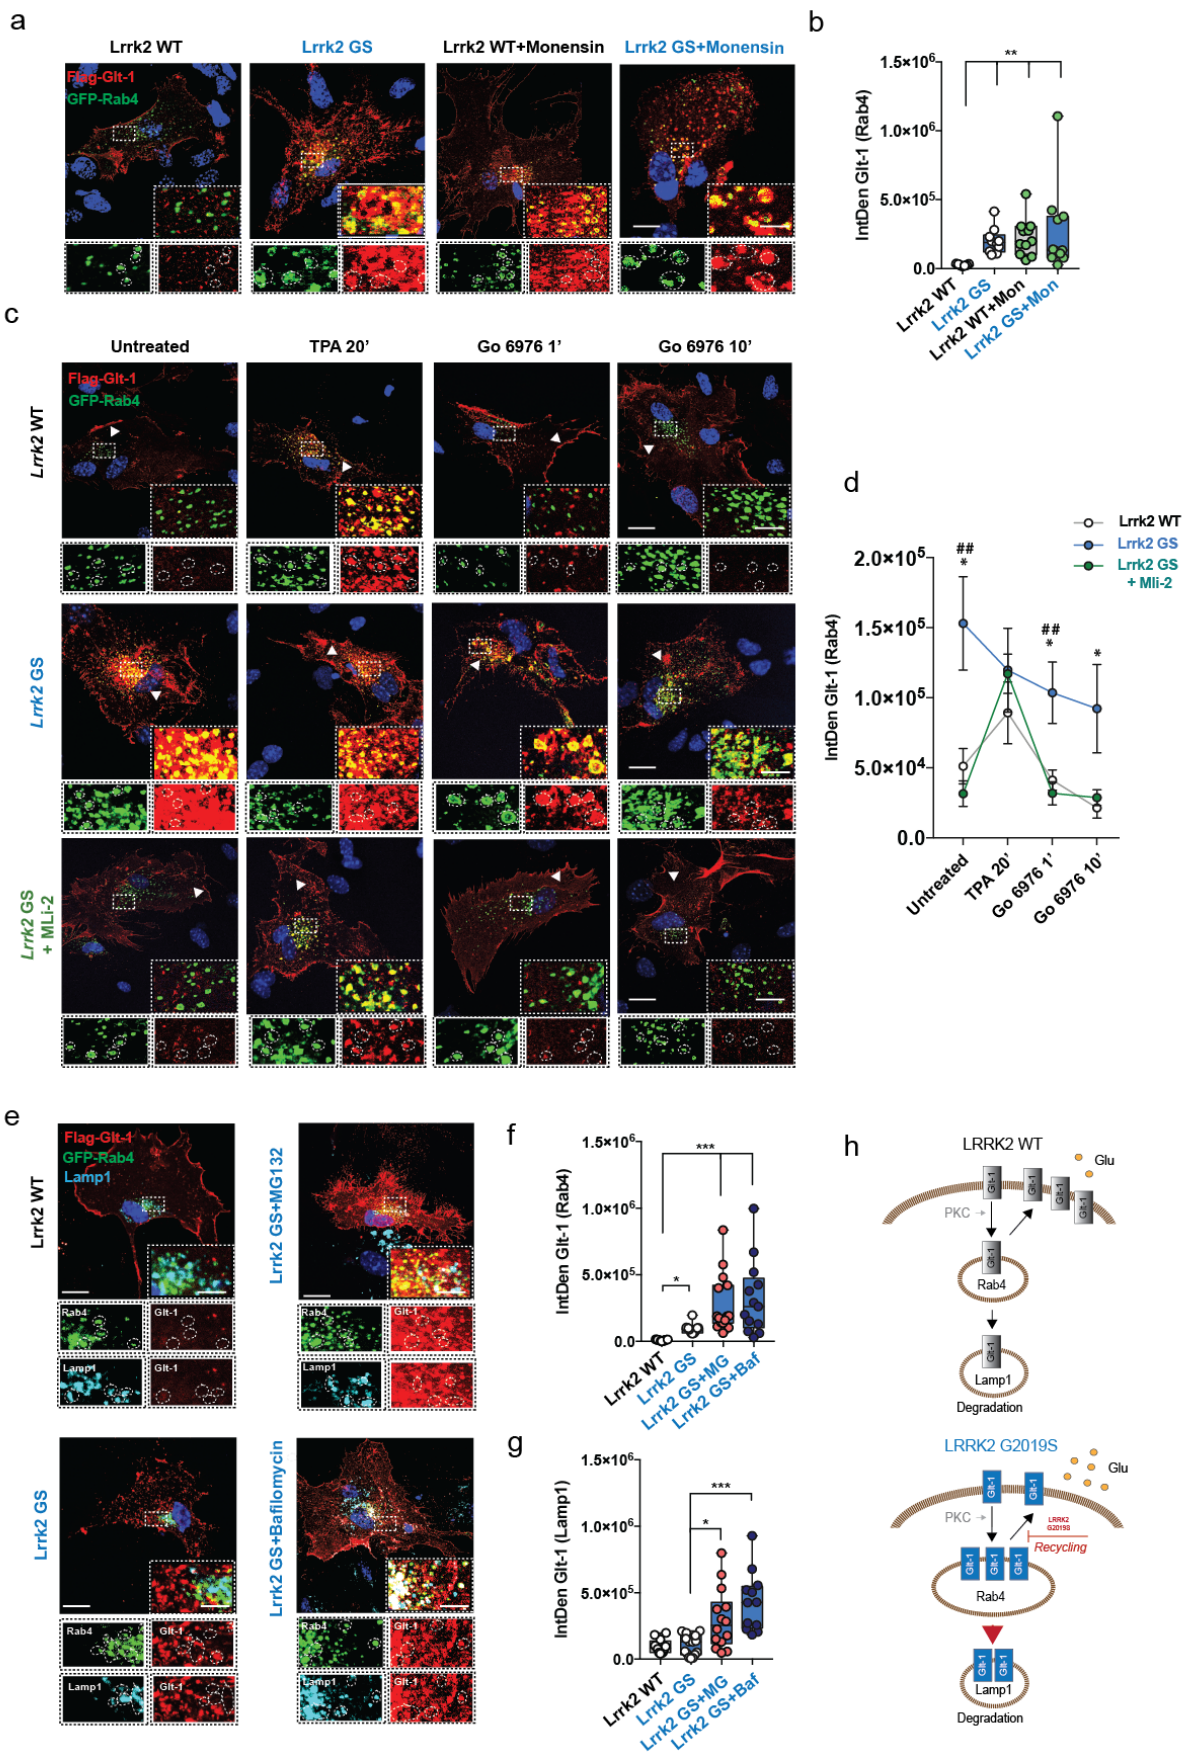 a
Lrrk2 WT
Lrrk2 GS
Lrrk2 WT+Monensin
Lrrk2 GS+Monensin
Flag-Glt-1
GFP-Rab4
b
IntDen Glt-1 (Rab4)
**
1.5×10⁶
1.0×10⁶
5.0×10⁵
0.0
Lrrk2 WT
Lrrk2 GS
Lrrk2 WT+Mon
Lrrk2 GS+Mon
c
Untreated
TPA 20'
Go 6976 1'
Go 6976 10'
Flag-Glt-1
GFP-Rab4
Lrrk2 WT
Lrrk2 GS
Lrrk2 GS
+ MLi-2
d
Lrrk2 WT
Lrrk2 GS
Lrrk2 GS
+ Mli-2
IntDen Glt-1 (Rab4)
2.0×10⁵
1.5×10⁵
1.0×10⁵
5.0×10⁴
0.0
##
*
##
*
*
Untreated
TPA 20'
Go 6976 1'
Go 6976 10'
e
Flag-Glt-1
GFP-Rab4
Lamp1
Lrrk2 WT
Rab4
Glt-1
Lamp1
Glt-1
Lrrk2 GS+MG132
Rab4
Glt-1
Lamp1
Glt-1
Lrrk2 GS
Rab4
Glt-1
Lamp1
Glt-1
Lrrk2 GS+Bafilomycin
Rab4
Glt-1
Lamp1
Glt-1
f
IntDen Glt-1 (Rab4)
1.5×10⁶
1.0×10⁶
5.0×10⁵
0.0
***
*
Lrrk2 WT
Lrrk2 GS
Lrrk2 GS+MG
Lrrk2 GS+Baf
g
IntDen Glt-1 (Lamp1)
1.5×10⁶
1.0×10⁶
5.0×10⁵
0.0
***
*
Lrrk2 WT
Lrrk2 GS
Lrrk2 GS+MG
Lrrk2 GS+Baf
h
LRRK2 WT
Glu
Glt-1
Glt-1
Glt-1
Glt-1
PKC
Glt-1
Rab4
Glt-1
Lamp1
Degradation
LRRK2 G2019S
Glu
Glt-1
Glt-1
PKC
LRRK2
G2019S
Recycling
Glt-1
Glt-1
Glt-1
Rab4
Glt-1
Glt-1
Lamp1
Degradation